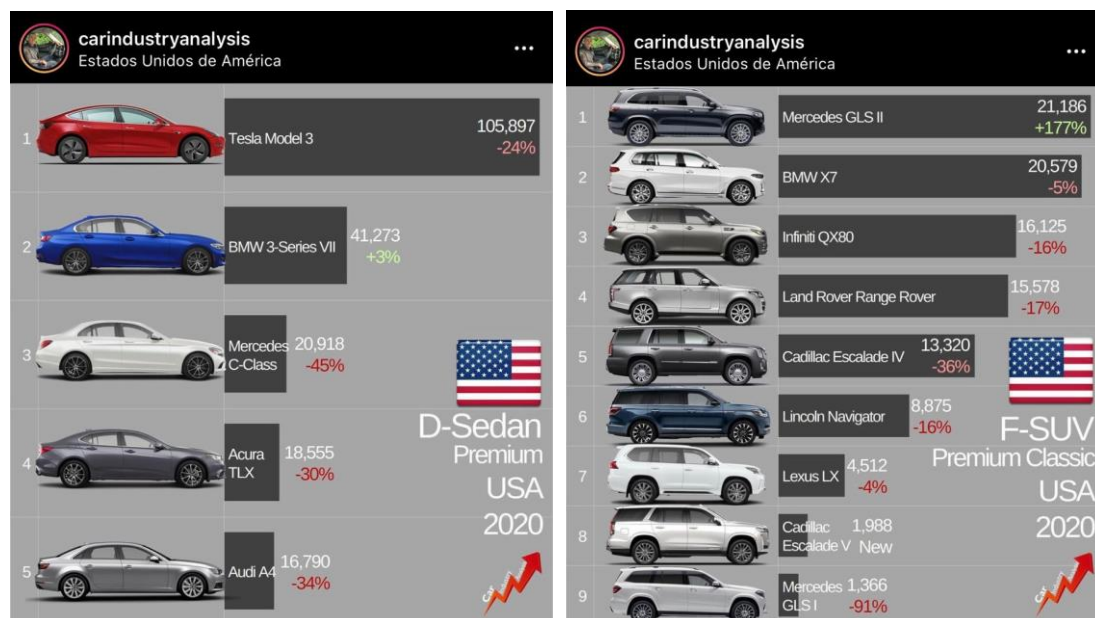 carindustryanalysis
Estados Unidos de América
1
Tesla Model 3
105,897
-24%
2
BMW 3-Series VII
41,273
+3%
3
Mercedes
C-Class
20,918
-45%
4
Acura
TLX
18,555
-30%
5
Audi A4
16,790
-34%
D-Sedan
Premium
USA
2020
Car
carindustryanalysis
Estados Unidos de América
1
Mercedes GLS II
21,186
+177%
2
BMW X7
20,579
-5%
3
Infiniti QX80
16,125
-16%
4
Land Rover Range Rover
15,578
-17%
5
Cadillac Escalade IV
13,320
-36%
6
Lincoln Navigator
8,875
-16%
7
Lexus LX
4,512
-4%
8
Cadillac
Escalade V
1,988
New
9
Mercedes
GLS I
1,366
-91%
F-SUV
Premium Classic
USA
2020
Car